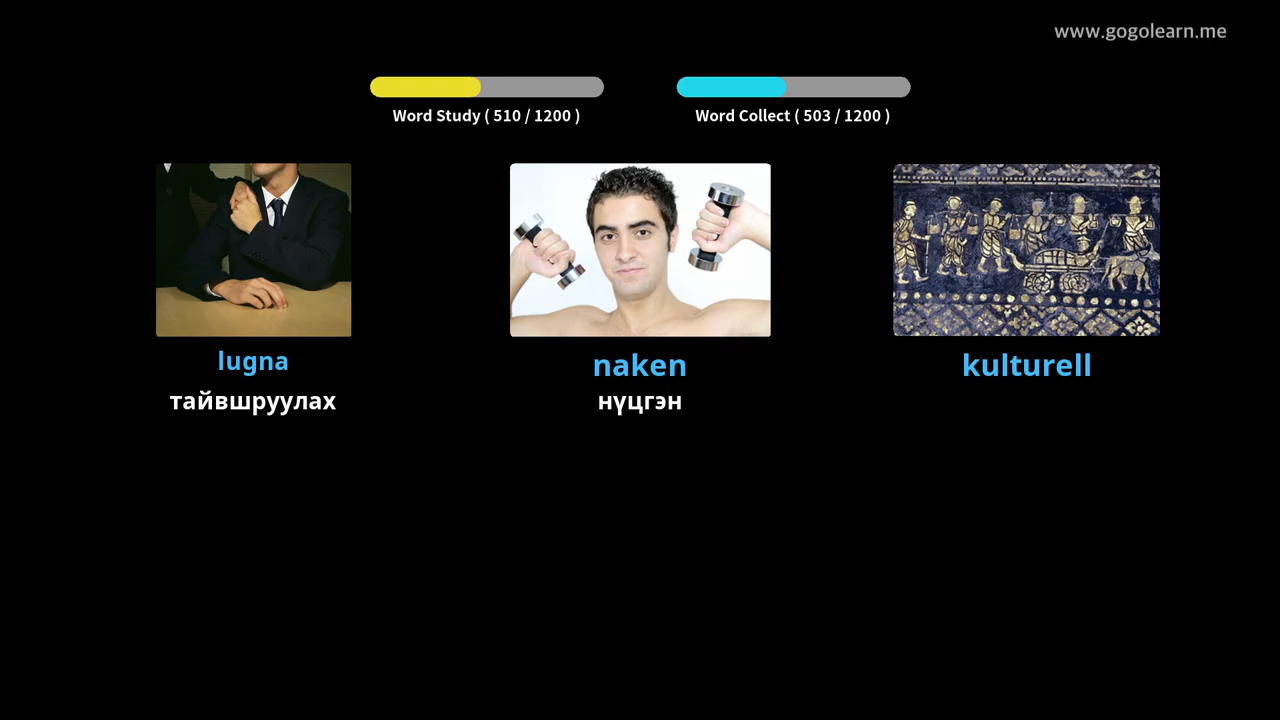 www.gogolearn.me
Word Study ( 510 / 1200 )
Word Collect ( 503 / 1200 )
lugna
naken
kulturell
тайвшруулах
нүцгэн